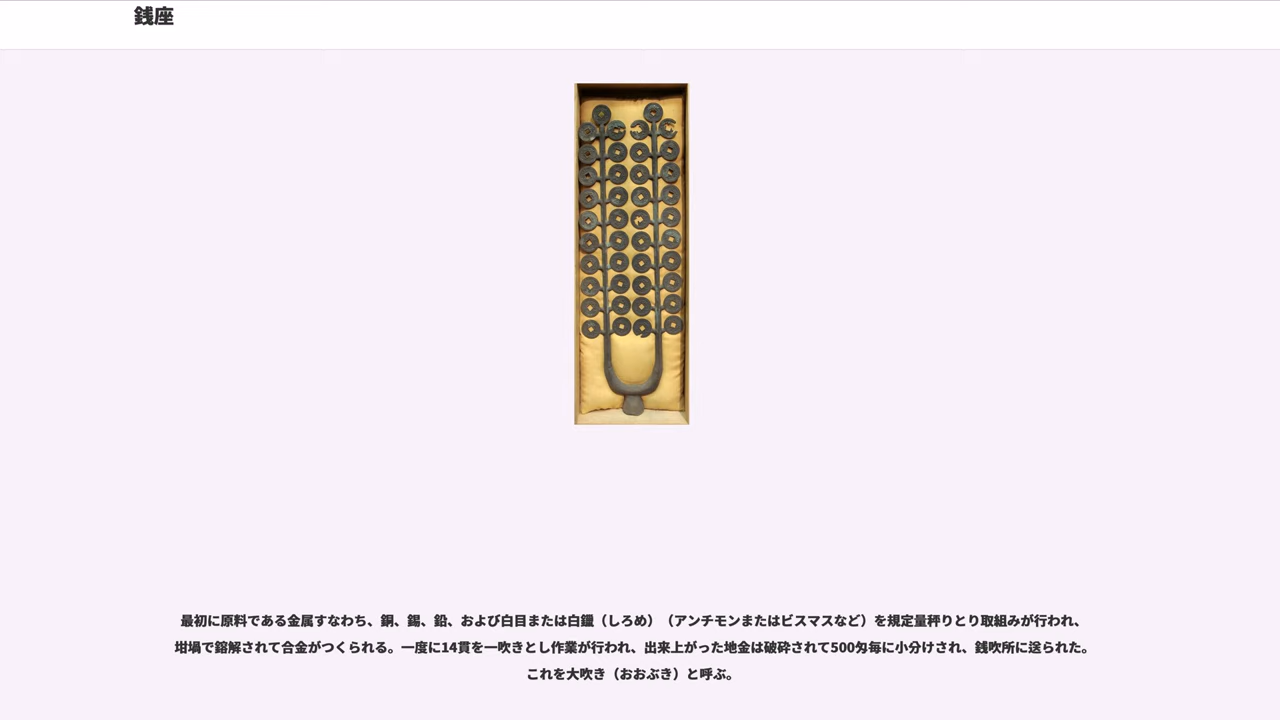 銭座
最初に原料である金属すなわち、銅、錫、鉛、および白目または白鑞（しろめ）（アンチモンまたはビスマスなど）を規定量秤りとり取組みが行われ、
坩堝で鎔解されて合金がつくられる。一度に14貫を一吹きとし作業が行われ、出来上がった地金は破砕されて500匁毎に小分けされ、銭吹所に送られた。
これを大吹き（おおぶき）と呼ぶ。